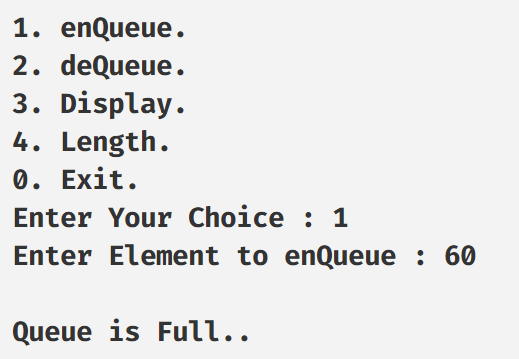 1. enQueue.
2. deQueue.
3. Display.
4. Length.
0. Exit.
Enter Your Choice : 1
Enter Element to enQueue : 60
Queue is Full..